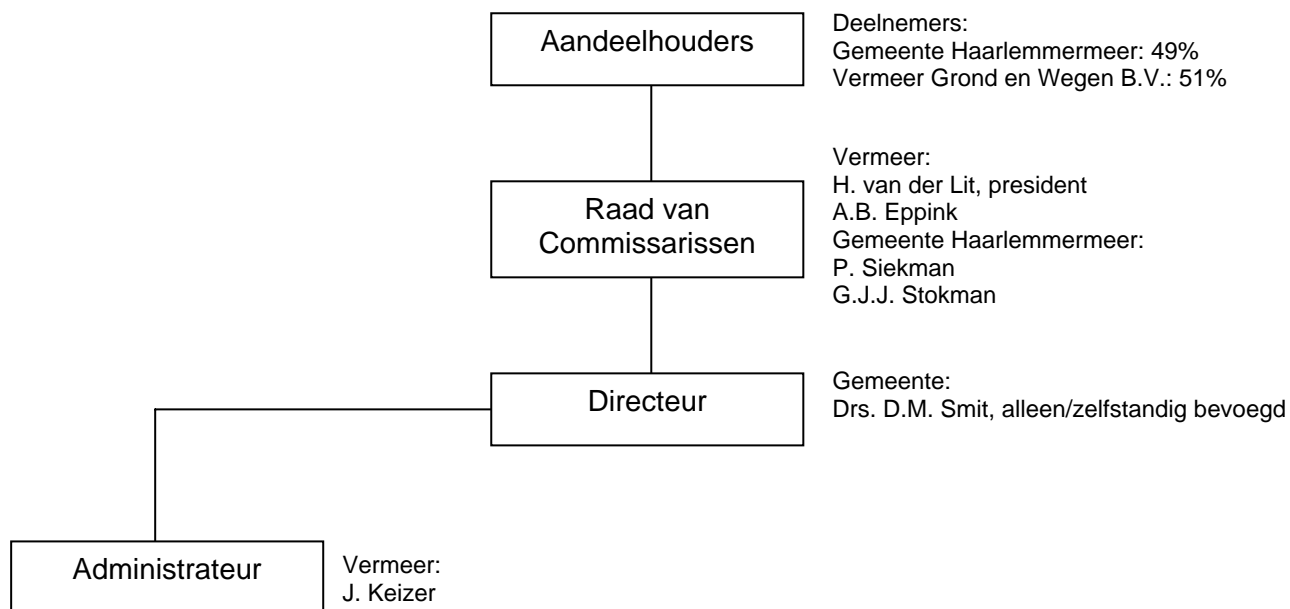 Aandeelhouders
Deelnemers:
Gemeente Haarlemmermeer: 49%
Vermeer Grond en Wegen B.V.: 51%
Raad van
Commissarissen
Vermeer:
H. van der Lit, president
A.B. Eppink
Gemeente Haarlemmermeer:
P. Siekman
G.J.J. Stokman
Directeur
Gemeente:
Drs. D.M. Smit, alleen/zelfstandig bevoegd
Administrateur
Vermeer:
J. Keizer